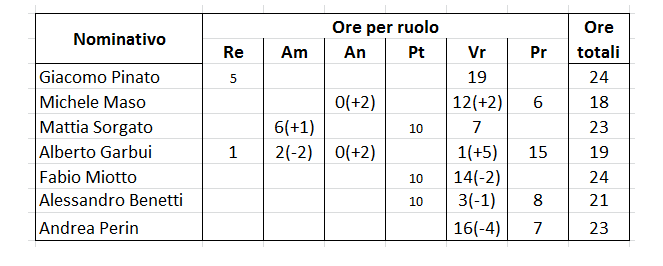 Nominativo Ore per ruolo Ore totali
Re Am An Pt Vr Pr
Giacomo Pinato 5 19 24
Michele Maso 0(+2) 12(+2) 6 18
Mattia Sorgato 6(+1) 10 7 23
Alberto Garbui 1 2(-2) 0(+2) 1(+5) 15 19
Fabio Miotto 10 14(-2) 24
Alessandro Benetti 10 3(-1) 8 21
Andrea Perin 16(-4) 7 23